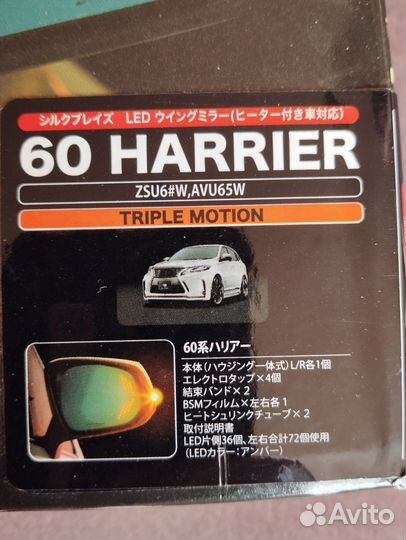 シルクブレイズ LED ウイングミラー(ヒーター付き車対応)
60 HARRIER
ZSU6#W,AVU65W
TRIPLE MOTION
60系ハリアー
本体(ハウジング一体式)L/R各1個
エレクトロタップ×4個
結束バンド×2
BSMフィルム×左右各1
ヒートシュリンクチューブ×2
取付説明書
LED片側36個、左右合計72個使用
(LEDカラー:アンバー)
Avito